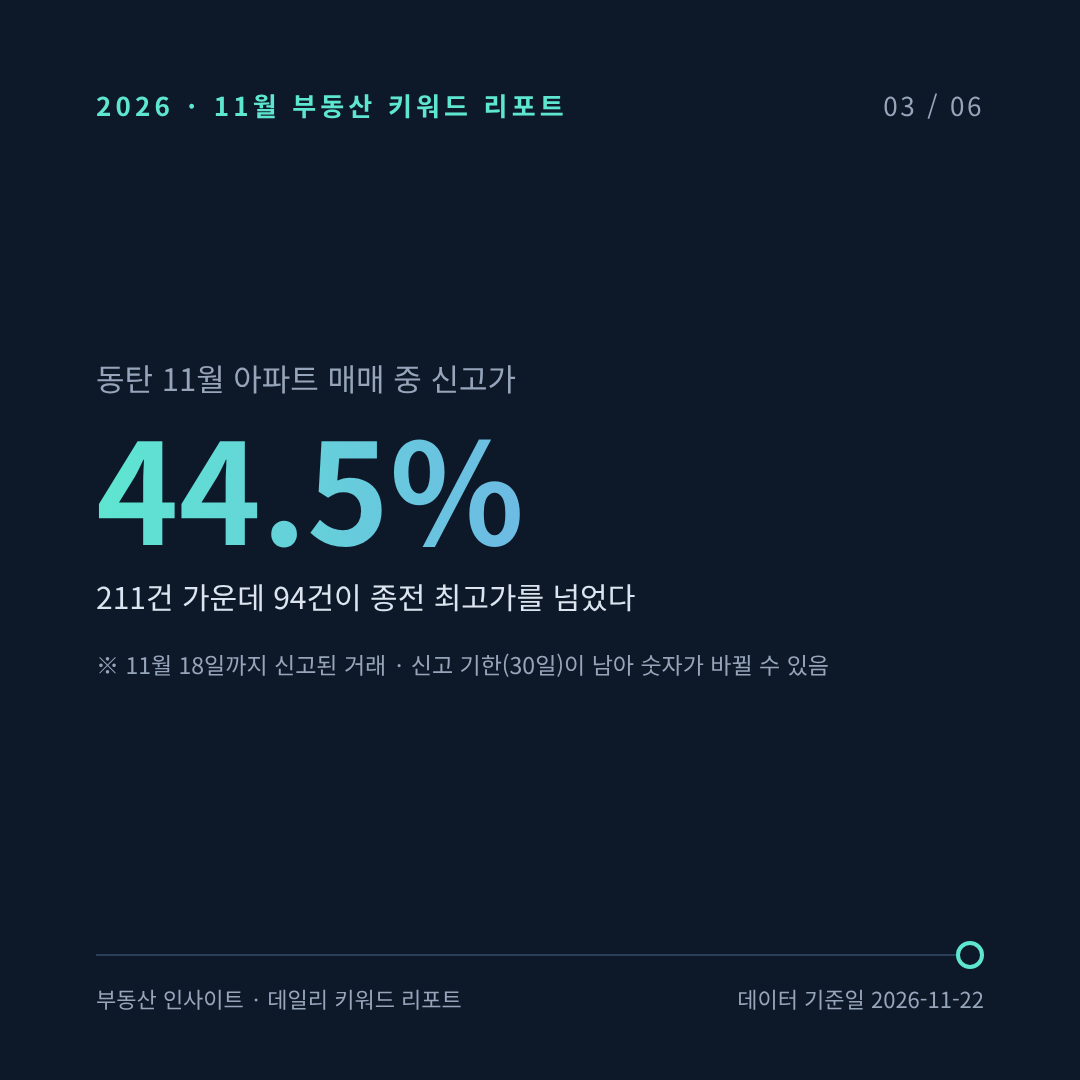 2026 · 11월 부동산 키워드 리포트
03 / 06
동탄 11월 아파트 매매 중 신고가
44.5%
211건 가운데 94건이 종전 최고가를 넘었다
※ 11월 18일까지 신고된 거래 · 신고 기한(30일)이 남아 숫자가 바뀔 수 있음
부동산 인사이트 · 데일리 키워드 리포트
데이터 기준일 2026-11-22